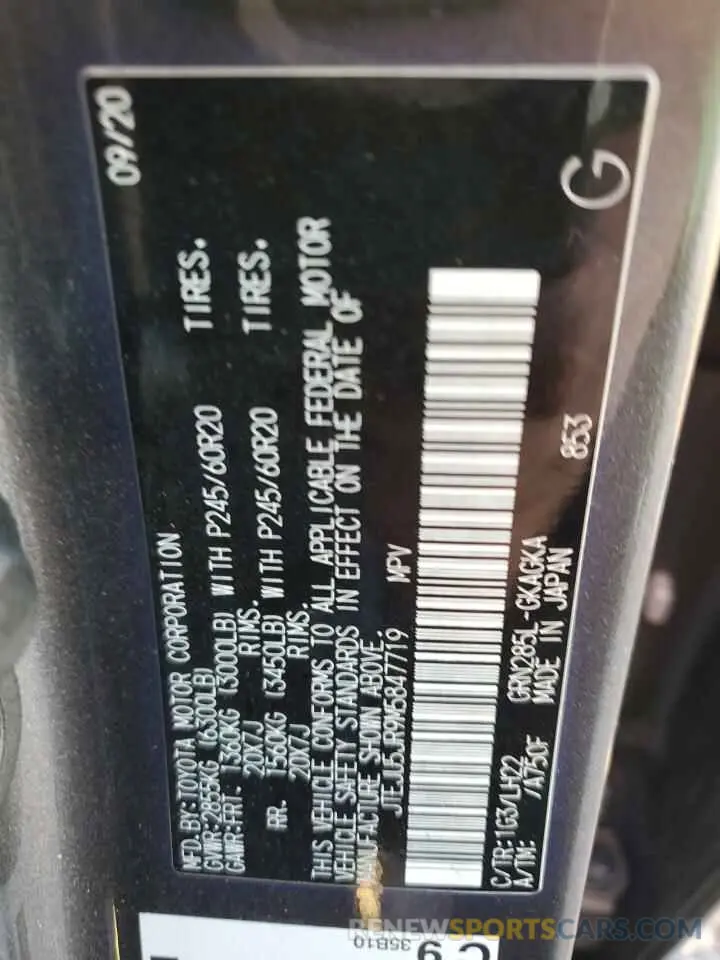 MFD. BY: TOYOTA MOTOR CORPORATION 09/20
GVWR: 2855KG (6300LB)
GAWR: FRT. 1360KG (3000LB) WITH P245/60R20 TIRES.
20X7J RIMS.
RR. 1560KG (3450LB) WITH P245/60R20 TIRES.
20X7J RIMS.
THIS VEHICLE CONFORMS TO ALL APPLICABLE FEDERAL MOTOR
VEHICLE SAFETY STANDARDS IN EFFECT ON THE DATE OF
MANUFACTURE SHOWN ABOVE.
JTEJU5JR9M5847719 MPV
C/TR: 1G3/LH22 GRN285L-GKAGKA 853
A/TM: /A750F MADE IN JAPAN
G
35B10
RENEWSPORTSCARS.COM